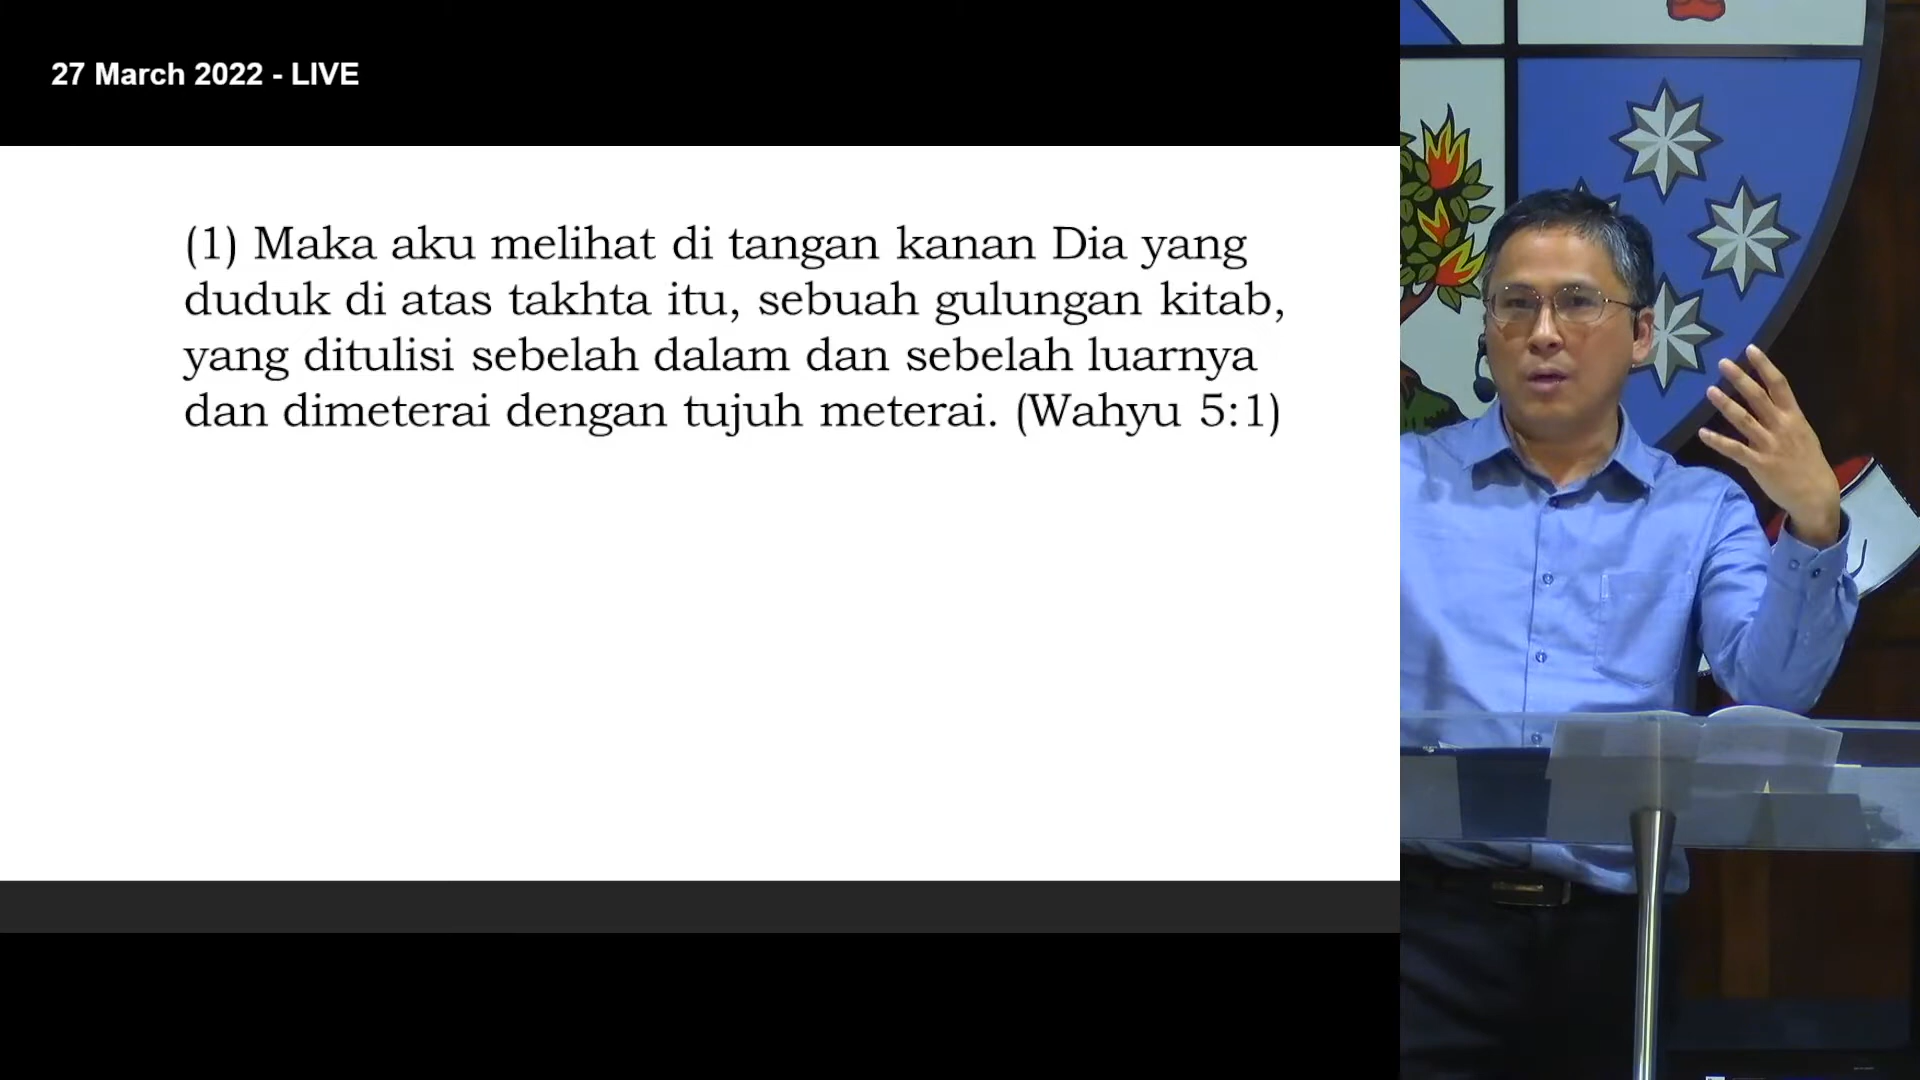 27 March 2022 - LIVE
(1) Maka aku melihat di tangan kanan Dia yang
duduk di atas takhta itu, sebuah gulungan kitab,
yang ditulisi sebelah dalam dan sebelah luarnya
dan dimeterai dengan tujuh meterai. (Wahyu 5:1)